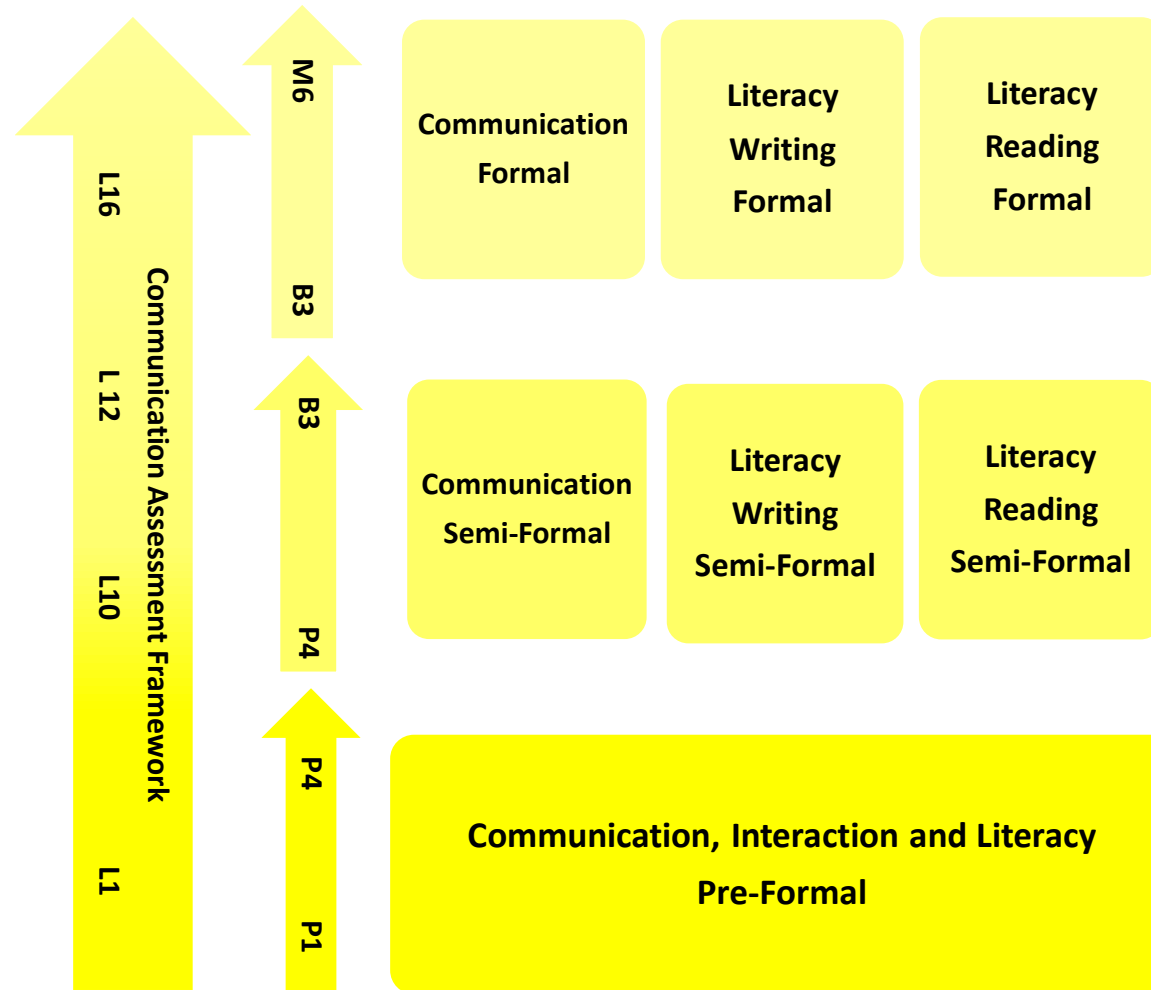 Communication Assessment Framework
L16
L 12
L10
L1
M6
B3
B3
P4
P4
P1
Communication
Formal
Literacy
Writing
Formal
Literacy
Reading
Formal
Communication
Semi-Formal
Literacy
Writing
Semi-Formal
Literacy
Reading
Semi-Formal
Communication, Interaction and Literacy
Pre-Formal